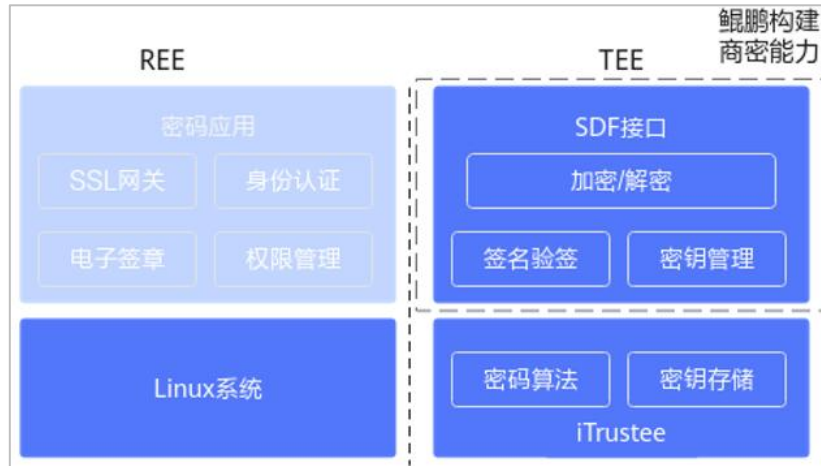 鲲鹏构建
商密能力
REE
TEE
密码应用
SSL网关
身份认证
电子签章
权限管理
Linux系统
SDF接口
加密/解密
签名验签
密钥管理
密码算法
密钥存储
iTrustee